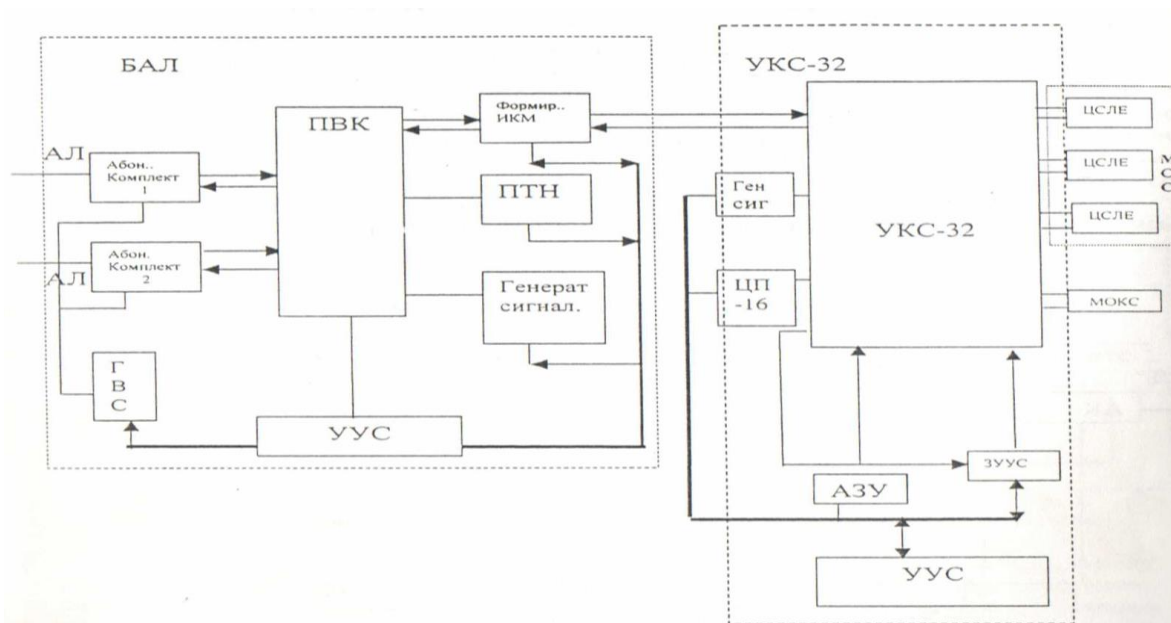 БАЛ
УКС-32
ПВК
Формир..
ИКМ
АЛ
Абон..
Комплект
1
ПТН
Абон.
Комплект
2
АЛ
Генерат
сигнал.
Г
В
С
УУС
Ген
сиг
ЦП
-16
УКС-32
ЦСЛЕ
ЦСЛЕ
ЦСЛЕ
М
С
С
МОКС
ЗУУС
АЗУ
УУС